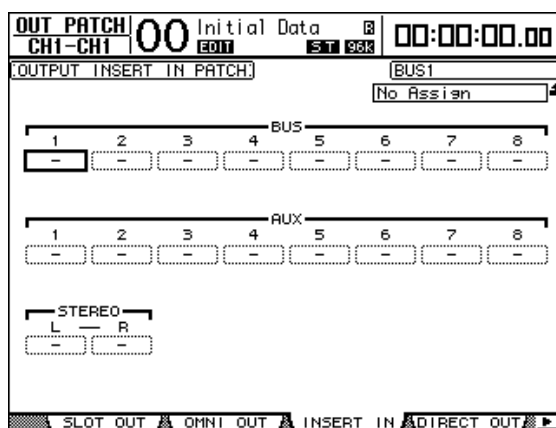 OUT PATCH
CH1-CH1
00 Initial Data R
EDIT ST 96k
00:00:00.00
OUTPUT INSERT IN PATCH
BUS1
No Assign
BUS
1 2 3 4 5 6 7 8
- - - - - - - -
AUX
1 2 3 4 5 6 7 8
- - - - - - - -
STEREO
L — R
- -
SLOT OUT OMNI OUT INSERT IN DIRECT OUT